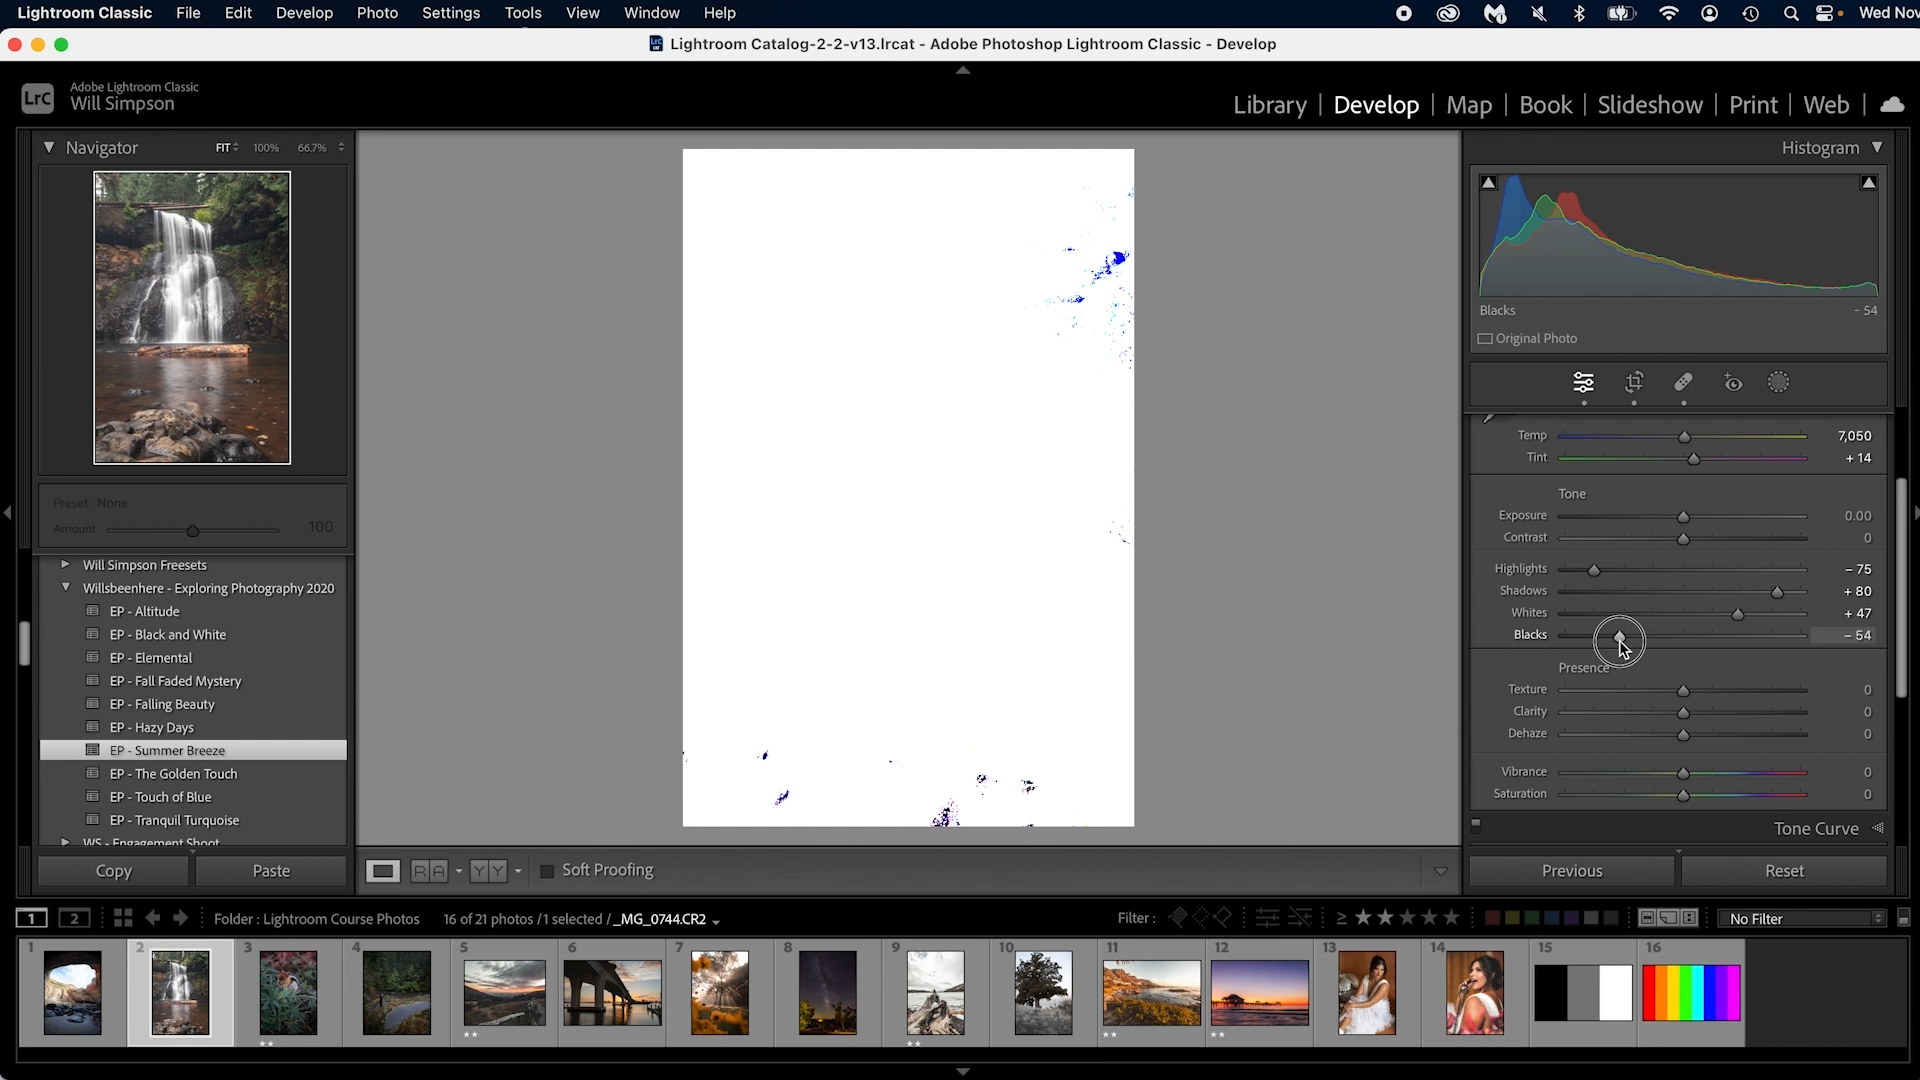 Lightroom Classic File Edit Develop Photo Settings Tools View Window Help Wed Nov
Lightroom Catalog-2-2-v13.lrcat - Adobe Photoshop Lightroom Classic - Develop
LrC Adobe Lightroom Classic
Will Simpson
Library Develop Map Book Slideshow Print Web
Navigator FIT 100% 66.7%
Histogram
Blacks - 54
Original Photo
Temp 7,050
Tint + 14
Tone
Exposure 0.00
Contrast 0
Highlights - 75
Shadows + 80
Whites + 47
Blacks - 54
Presence
Texture 0
Clarity 0
Dehaze 0
Vibrance 0
Saturation 0
Tone Curve
Previous Reset
Preset : None
Amount 100
Will Simpson Freesets
Willsbeenhere - Exploring Photography 2020
EP - Altitude
EP - Black and White
EP - Elemental
EP - Fall Faded Mystery
EP - Falling Beauty
EP - Hazy Days
EP - Summer Breeze
EP - The Golden Touch
EP - Touch of Blue
EP - Tranquil Turquoise
WS - Engagement Shoot
Copy Paste
R A Y Y Soft Proofing
1 2 Folder : Lightroom Course Photos 16 of 21 photos / 1 selected / _MG_0744.CR2 Filter : ≥ ★★★★★ No Filter
1 2 3 4 5 6 7 8 9 10 11 12 13 14 15 16